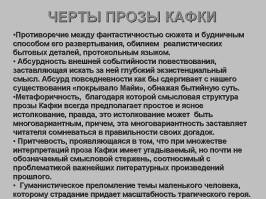 ЧЕРТЫ ПРОЗЫ КАФКИ
•Противоречие между фантастичностью сюжета и будничным
способом его развертывания, обилием реалистических
бытовых деталей, протокольным языком.
• Абсурдность внешней событийности повествования,
заставляющая искать за ней глубокий экзистенциальный
смысл. Абсурд повседневности как бы сдергивает с нашего
существования «покрывало Майи», обнажая бытийную суть.
•Метафоричность, благодаря которой смысловая структура
прозы Кафки всегда предполагает простое и ясное
истолкование, правда, это истолкование может быть
многовариантным, причем, эта многовариантность заставляет
читателя сомневаться в правильности своих догадок.
• Притчевость, проявляющаяся в том, что при множестве
интерпретаций проза Кафки имеет угадываемый, но почти не
обозначаемый смысловой стержень, соотносимый с
проблематикой важнейших литературных произведений
прошлого.
• Гуманистическое преломление темы маленького человека,
которому страдание придает масштабность трагического героя.